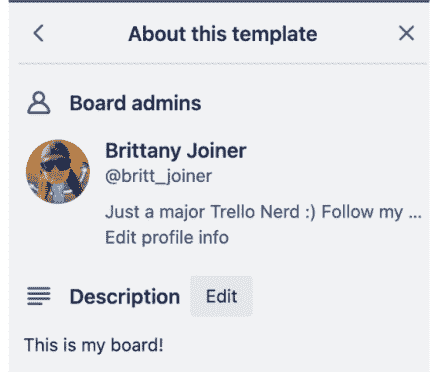 About this template
Board admins
Brittany Joiner
@britt_joiner
Just a major Trello Nerd :) Follow my ...
Edit profile info
Description Edit
This is my board!